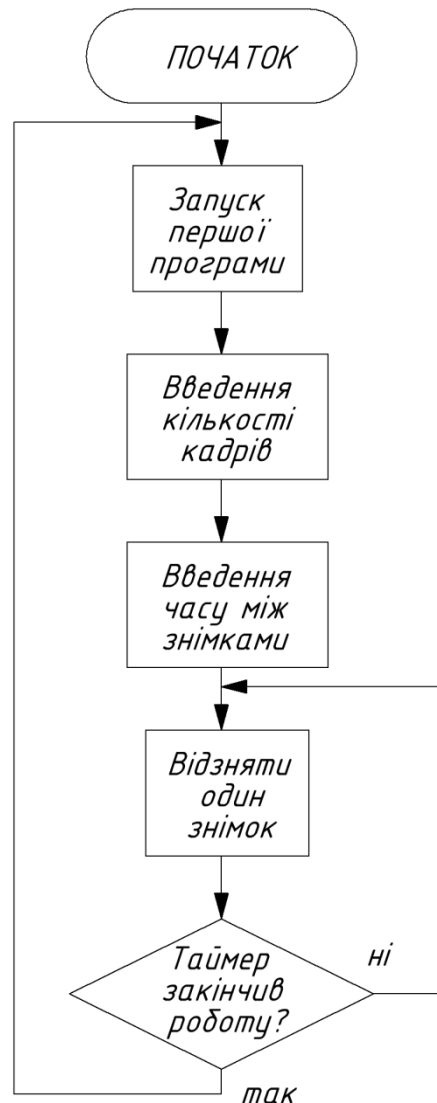 ПОЧАТОК
Запуск
першої
програми
Введення
кількості
кадрів
Введення
часу між
знімками
Відзняти
один
знімок
Таймер
закінчив
роботу?
ні
так